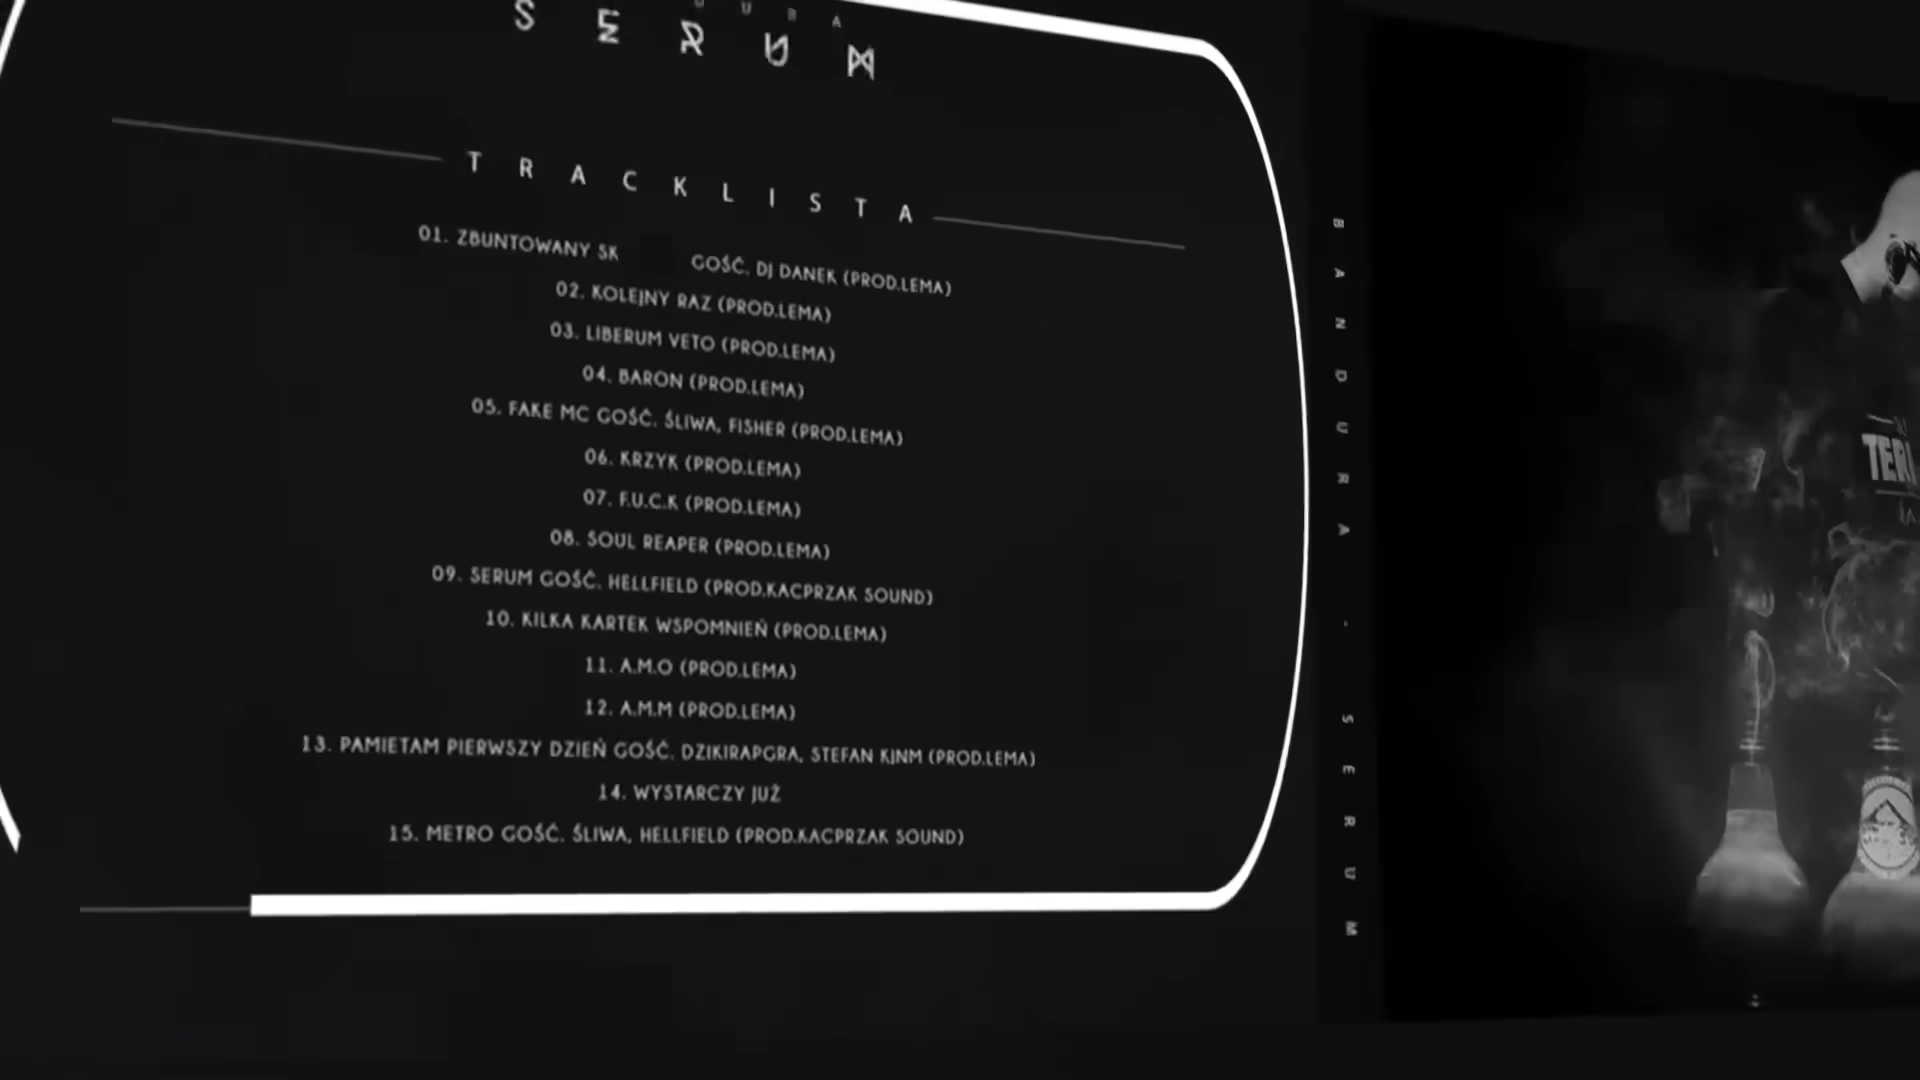 SERUM
TRACKLISTA
01. ZBUNTOWANY SK GOŚĆ. DJ DANEK (PROD.LEMA)
02. KOLEJNY RAZ (PROD.LEMA)
03. LIBERUM VETO (PROD.LEMA)
04. BARON (PROD.LEMA)
05. FAKE MC GOŚĆ. ŚLIWA, FISHER (PROD.LEMA)
06. KRZYK (PROD.LEMA)
07. F.U.C.K (PROD.LEMA)
08. SOUL REAPER (PROD.LEMA)
09. SERUM GOŚĆ. HELLFIELD (PROD.KACPRZAK SOUND)
10. KILKA KARTEK WSPOMNIEŃ (PROD.LEMA)
11. A.M.O (PROD.LEMA)
12. A.M.M (PROD.LEMA)
13. PAMIETAM PIERWSZY DZIEŃ GOŚĆ. DZIKIRAPGRA, STEFAN KJNM (PROD.LEMA)
14. WYSTARCZY JUŻ
15. METRO GOŚĆ. ŚLIWA, HELLFIELD (PROD.KACPRZAK SOUND)
BANDURA - SERUM